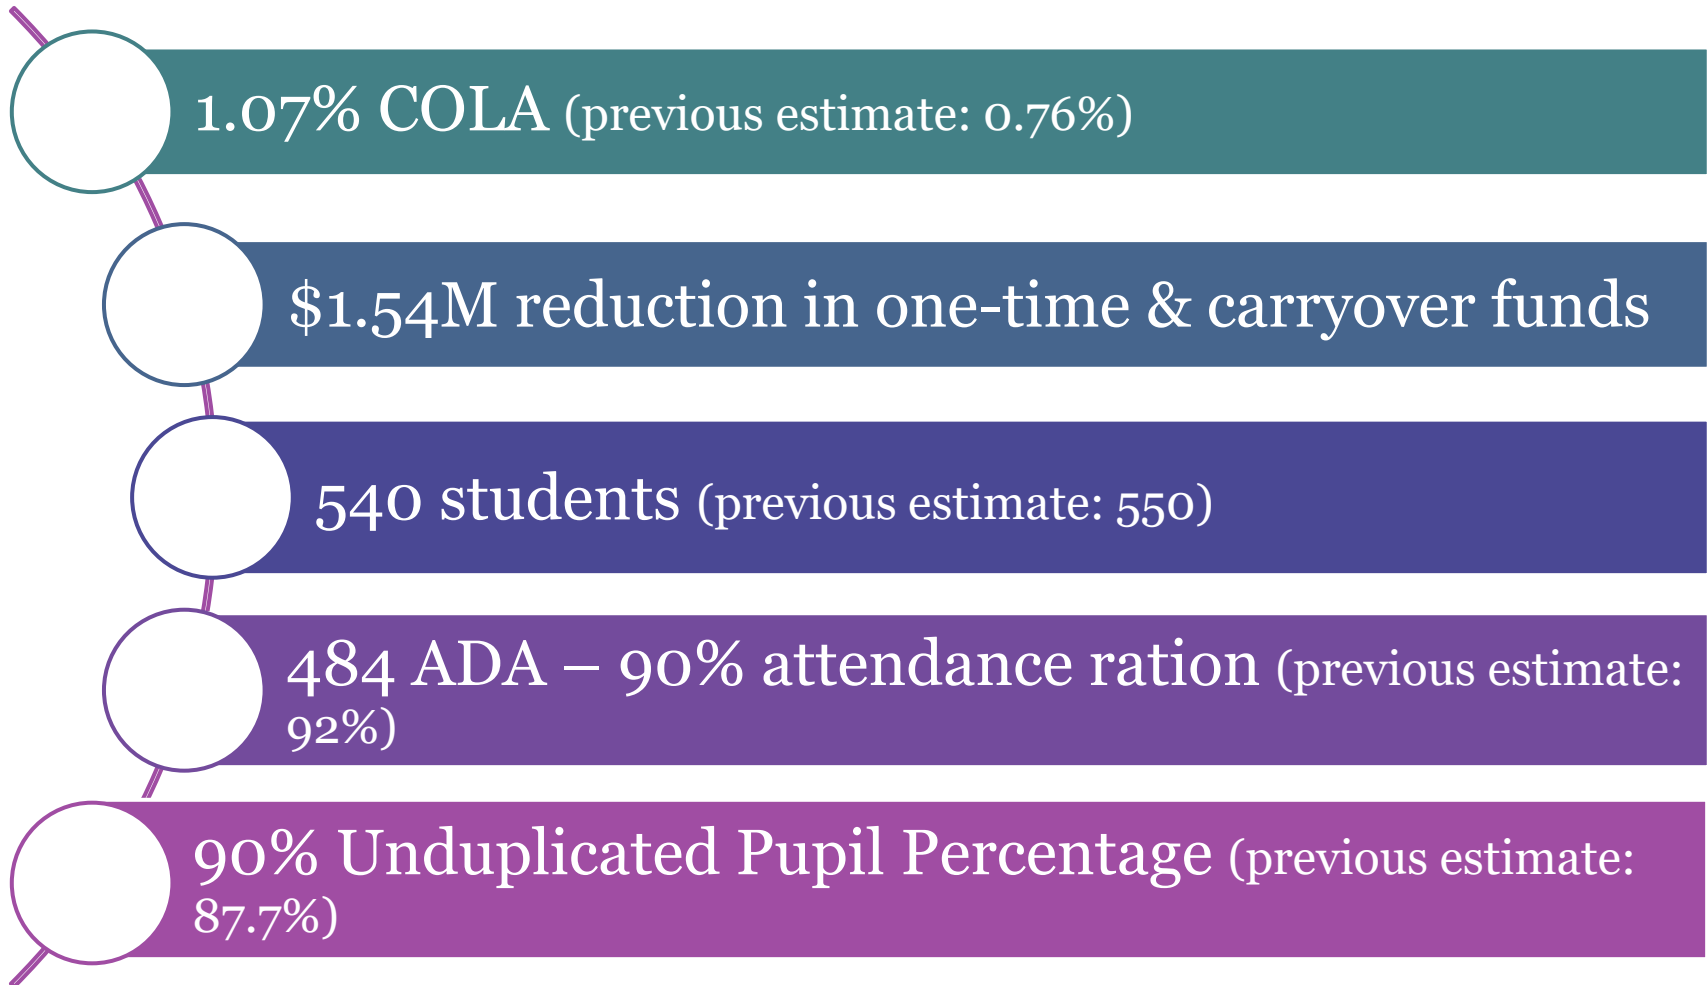 1.07% COLA (previous estimate: 0.76%)
$1.54M reduction in one-time & carryover funds
540 students (previous estimate: 550)
484 ADA – 90% attendance ration (previous estimate:
92%)
90% Unduplicated Pupil Percentage (previous estimate:
87.7%)